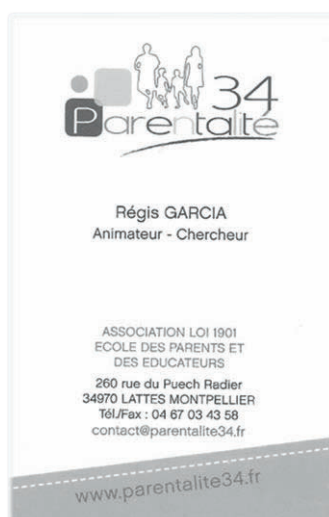 34
Parentalité
Régis GARCIA
Animateur - Chercheur
ASSOCIATION LOI 1901
ECOLE DES PARENTS ET
DES EDUCATEURS
260 rue du Puech Radier
34970 LATTES MONTPELLIER
Tél./Fax : 04 67 03 43 58
contact@parentalite34.fr
www.parentalite34.fr